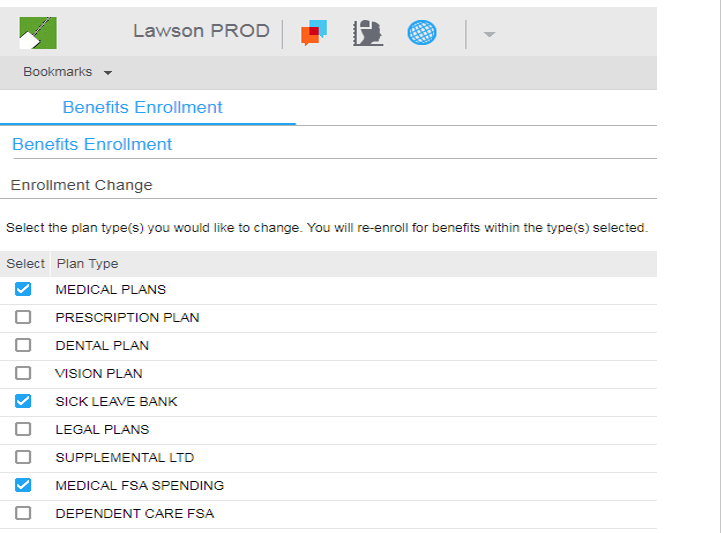 Lawson PROD
Bookmarks
Benefits Enrollment
Benefits Enrollment
Enrollment Change
Select the plan type(s) you would like to change. You will re-enroll for benefits within the type(s) selected.
Select Plan Type
MEDICAL PLANS
PRESCRIPTION PLAN
DENTAL PLAN
VISION PLAN
SICK LEAVE BANK
LEGAL PLANS
SUPPLEMENTAL LTD
MEDICAL FSA SPENDING
DEPENDENT CARE FSA